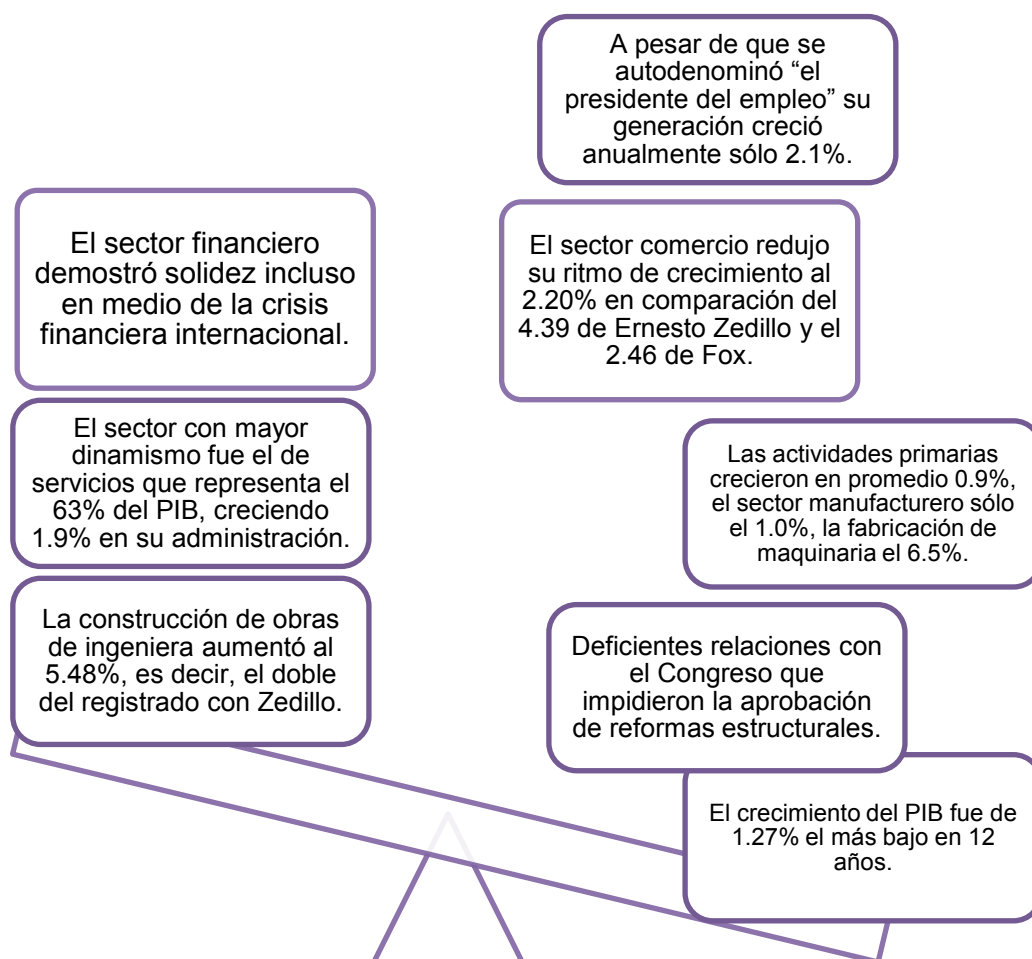 El sector financiero
demostró solidez incluso
en medio de la crisis
financiera internacional.
El sector con mayor
dinamismo fue el de
servicios que representa el
63% del PIB, creciendo
1.9% en su administración.
La construcción de obras
de ingeniera aumentó al
5.48%, es decir, el doble
del registrado con Zedillo.
A pesar de que se
autodenominó “el
presidente del empleo” su
generación creció
anualmente sólo 2.1%.
El sector comercio redujo
su ritmo de crecimiento al
2.20% en comparación del
4.39 de Ernesto Zedillo y el
2.46 de Fox.
Las actividades primarias
crecieron en promedio 0.9%,
el sector manufacturero sólo
el 1.0%, la fabricación de
maquinaria el 6.5%.
Deficientes relaciones con
el Congreso que
impidieron la aprobación
de reformas estructurales.
El crecimiento del PIB fue de
1.27% el más bajo en 12
años.